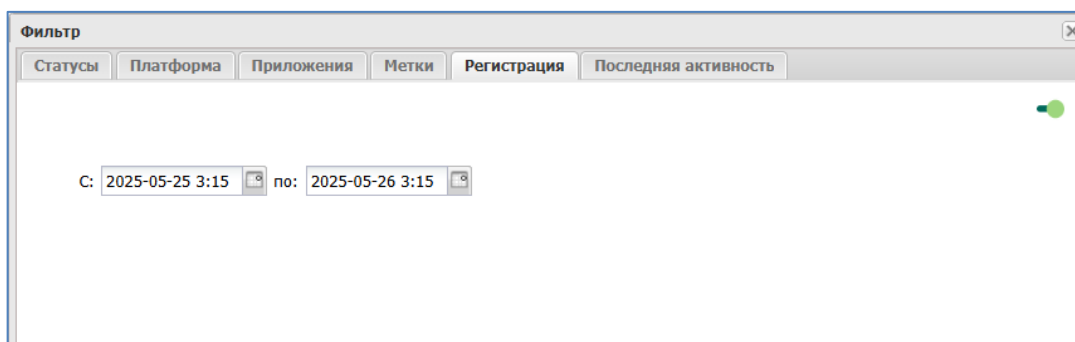 Фильтр
Статусы Платформа Приложения Метки Регистрация Последняя активность
С: 2025-05-25 3:15 по: 2025-05-26 3:15